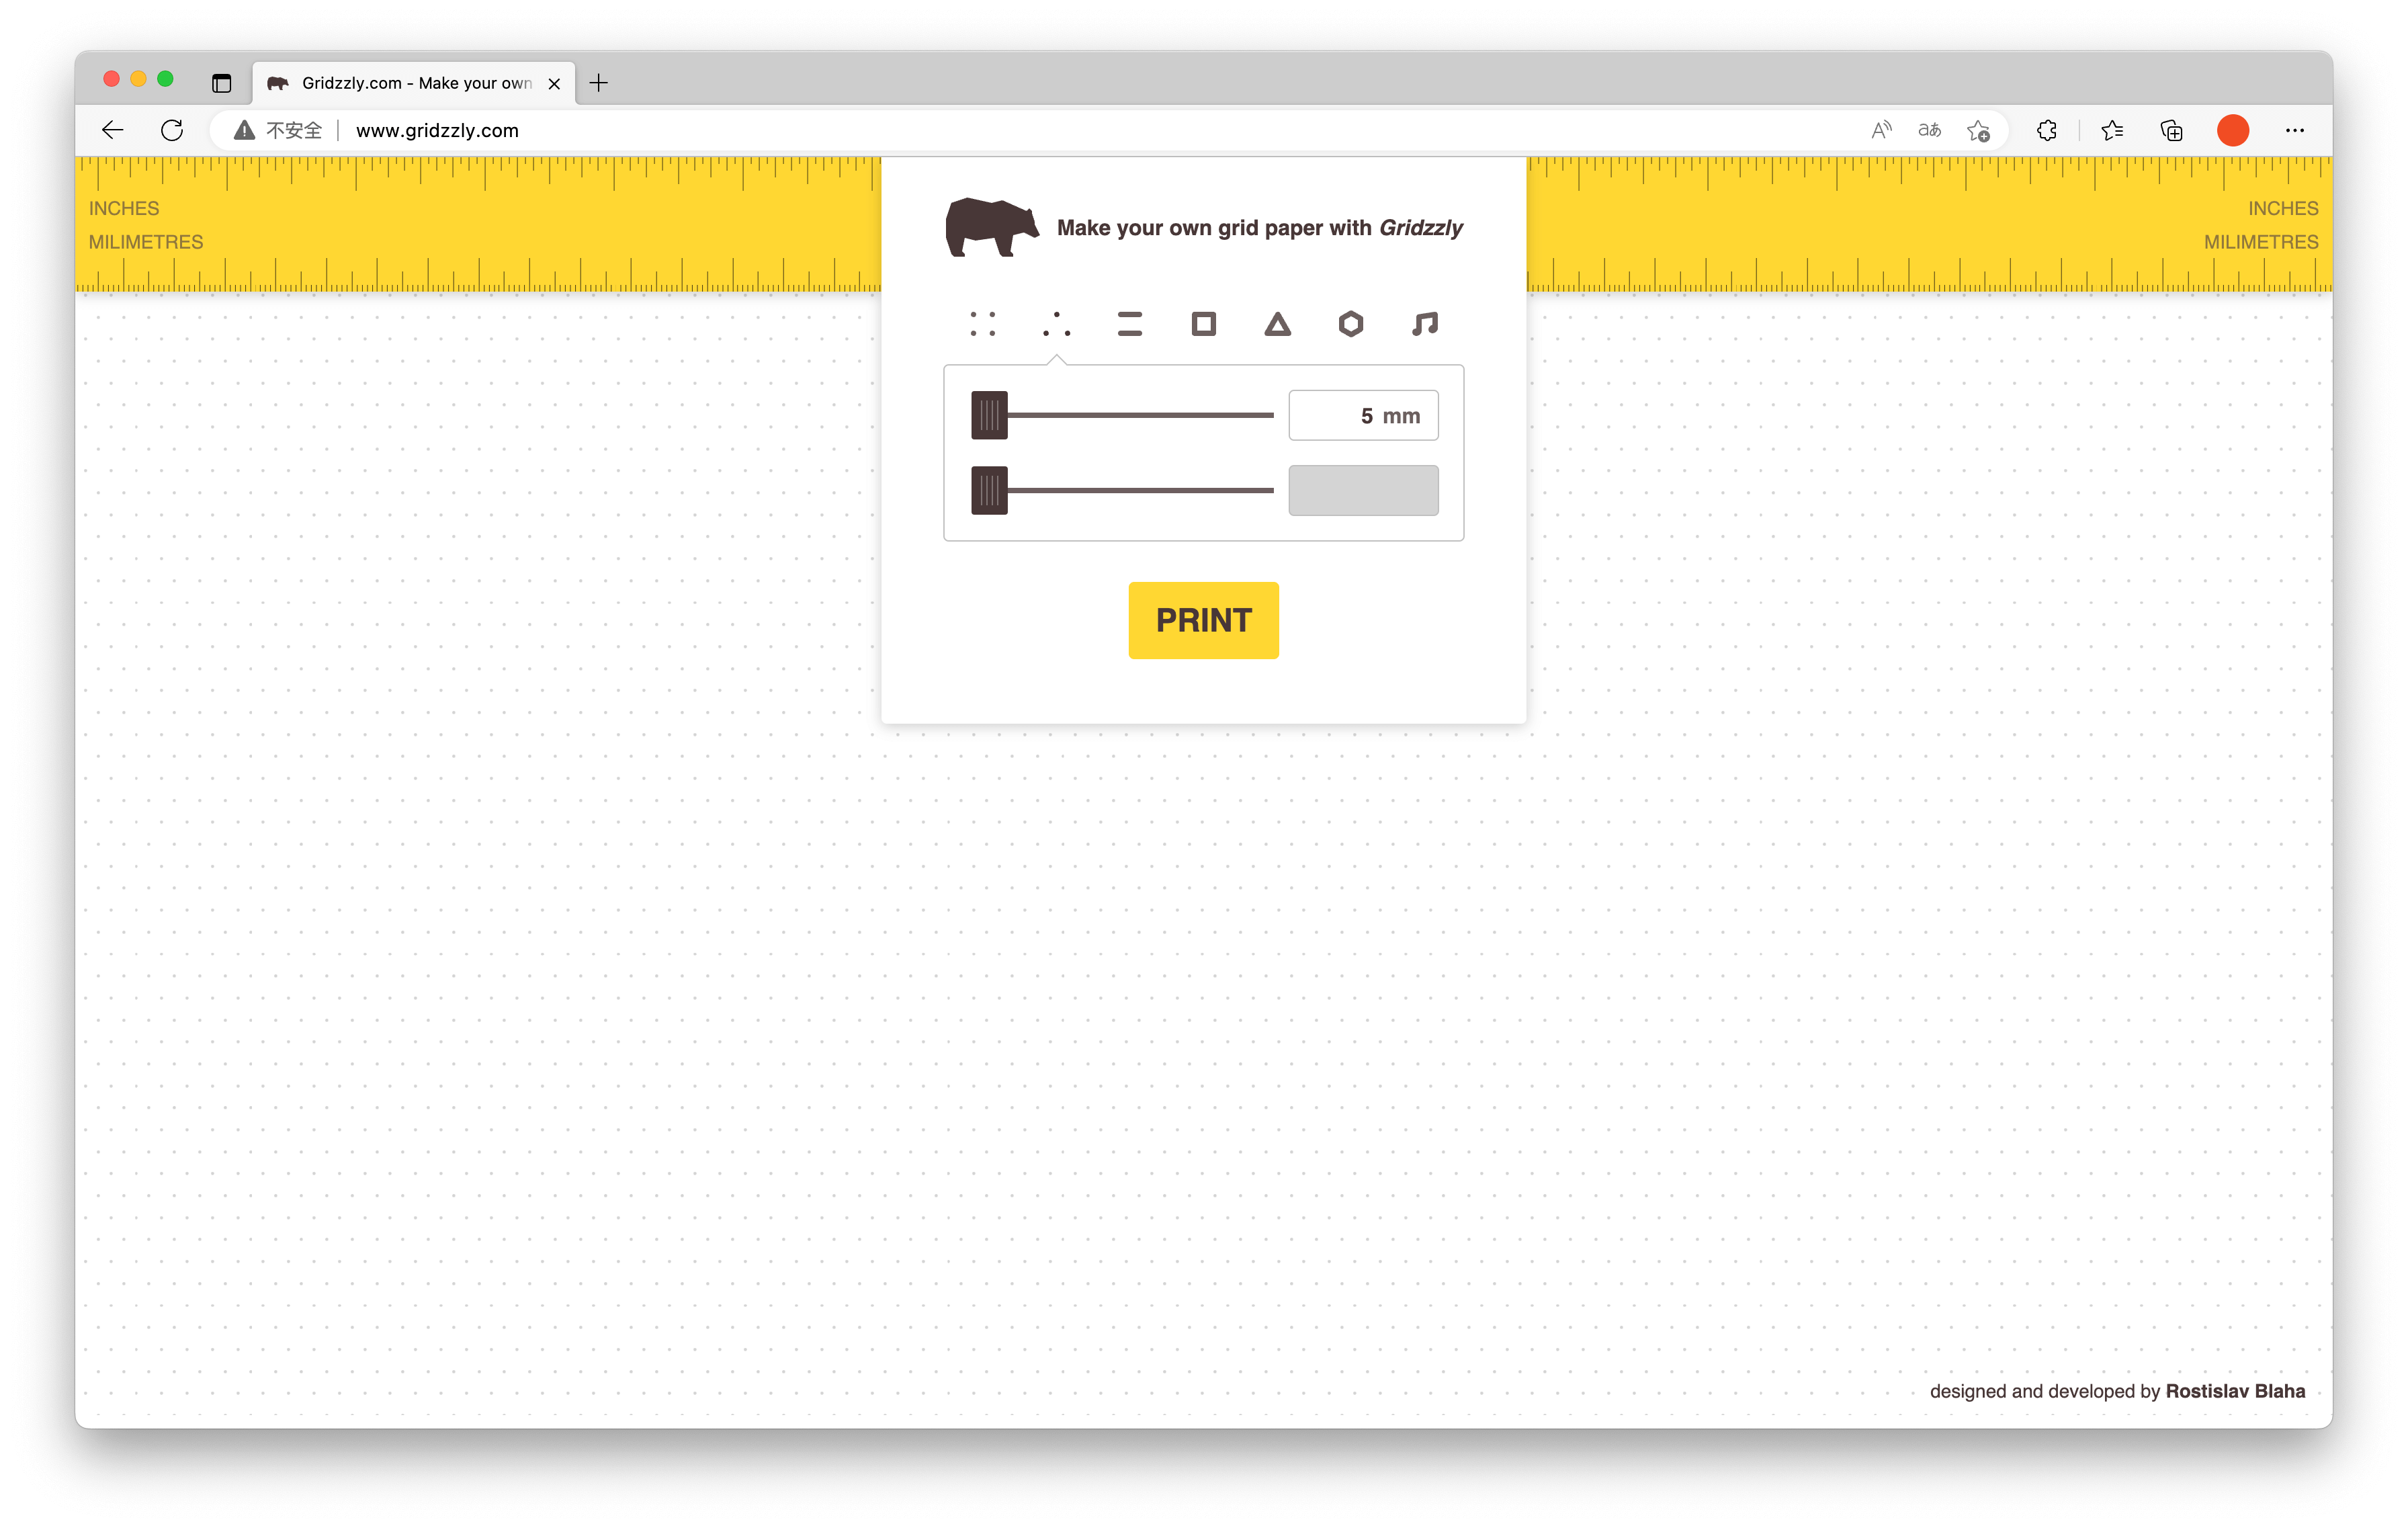 Gridzzly.com - Make your own
不安全
www.gridzzly.com
INCHES
MILIMETRES
Make your own grid paper with Gridzzly
INCHES
MILIMETRES
5 mm
PRINT
designed and developed by Rostislav Blaha